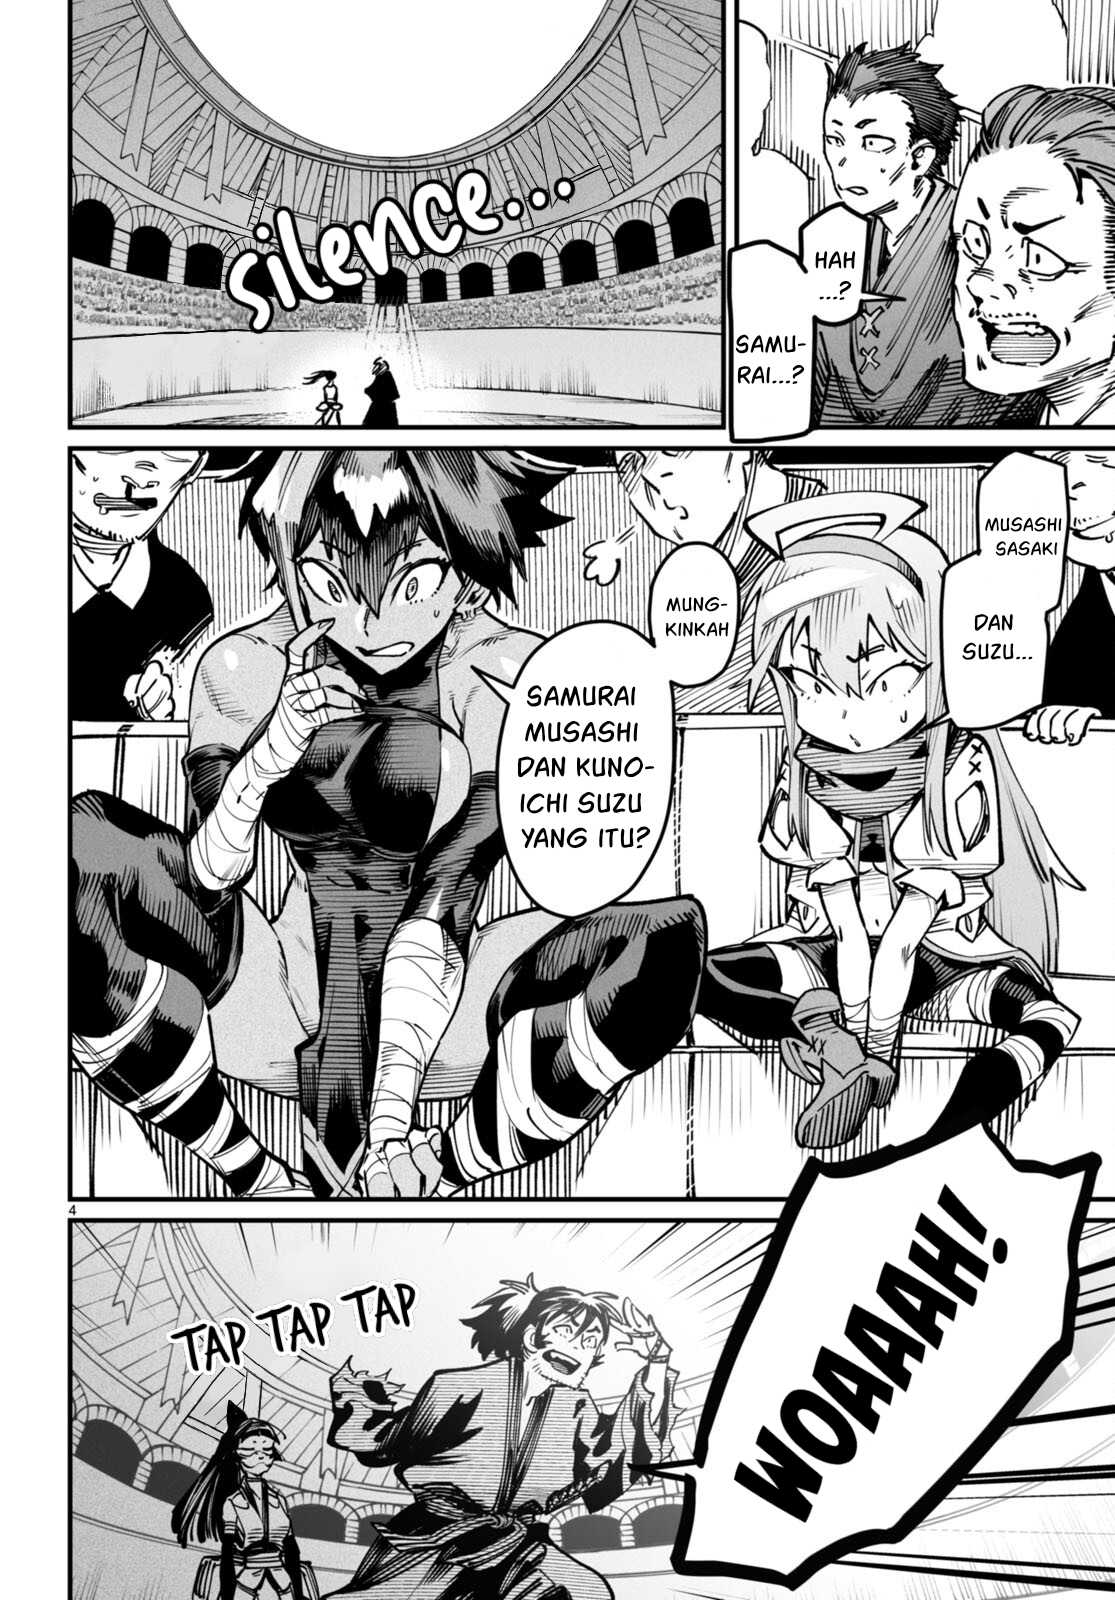 HAH
...?
SAMU-
RAI...?
silence...
MUSASHI
SASAKI
DAN
SUZU...
MUNG-
KINKAH
SAMURAI
MUSASHI
DAN KUNO-
ICHI SUZU
YANG ITU?
4
WOAAAH!
TAP TAP TAP